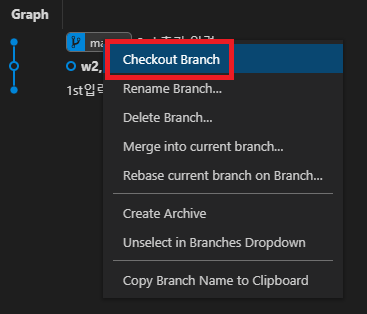 Graph
Checkout Branch
w2,
Rename Branch...
1st입
Delete Branch...
Merge into current branch...
Rebase current branch on Branch...
Create Archive
Unselect in Branches Dropdown
Copy Branch Name to Clipboard